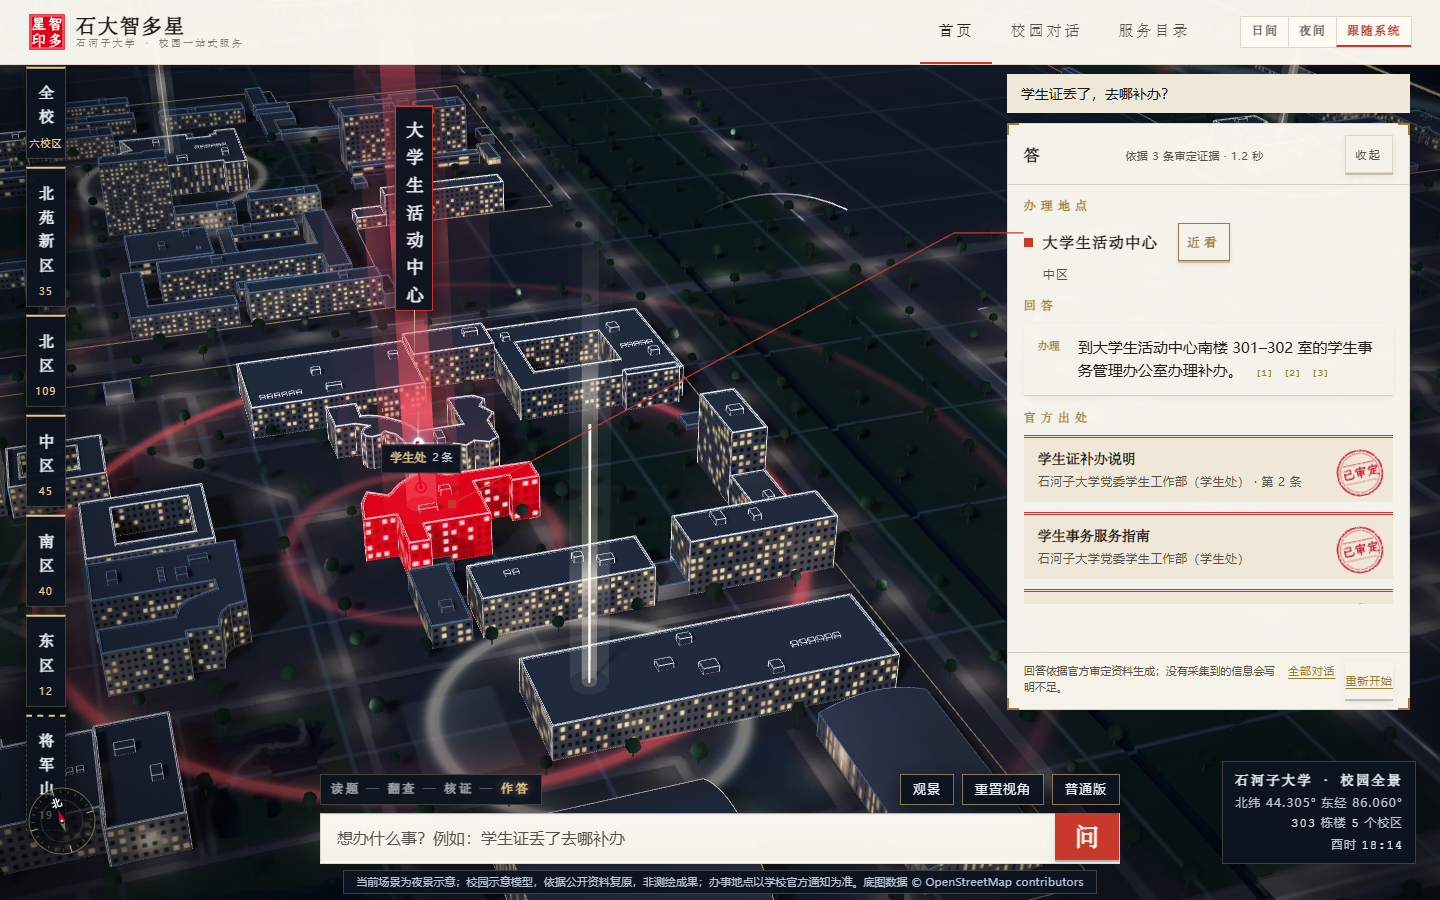 星智
印多
石大智多星
石河子大学 · 校园一站式服务
首页
校园对话
服务目录
日间
夜间
跟随系统
全校
六校区
北苑新区
35
北区
109
中区
45
南区
40
东区
12
将军山
19
北
大学生活动中心
学生处 2条
学生证丢了，去哪补办？
答
依据 3 条审定证据 · 1.2 秒
收起
办理地点
大学生活动中心
近看
中区
回答
办理
到大学生活动中心南楼 301–302 室的学生事
务管理办公室办理补办。 [1] [2] [3]
官方出处
学生证补办说明
石河子大学党委学生工作部（学生处） · 第 2 条
已审定
学生事务服务指南
石河子大学党委学生工作部（学生处）
已审定
回答依据官方审定资料生成；没有采集到的信息会写
明不足。
全部对话
重新开始
读题 — 翻查 — 核证 — 作答
观景
重置视角
普通版
想办什么事？例如：学生证丢了去哪补办
问
石河子大学 · 校园全景
北纬 44.305° 东经 86.060°
303 栋楼 5 个校区
酉时 18:14
当前场景为夜景示意；校园示意模型，依据公开资料复原，非测绘成果；办事地点以学校官方通知为准。底图数据 © OpenStreetMap contributors